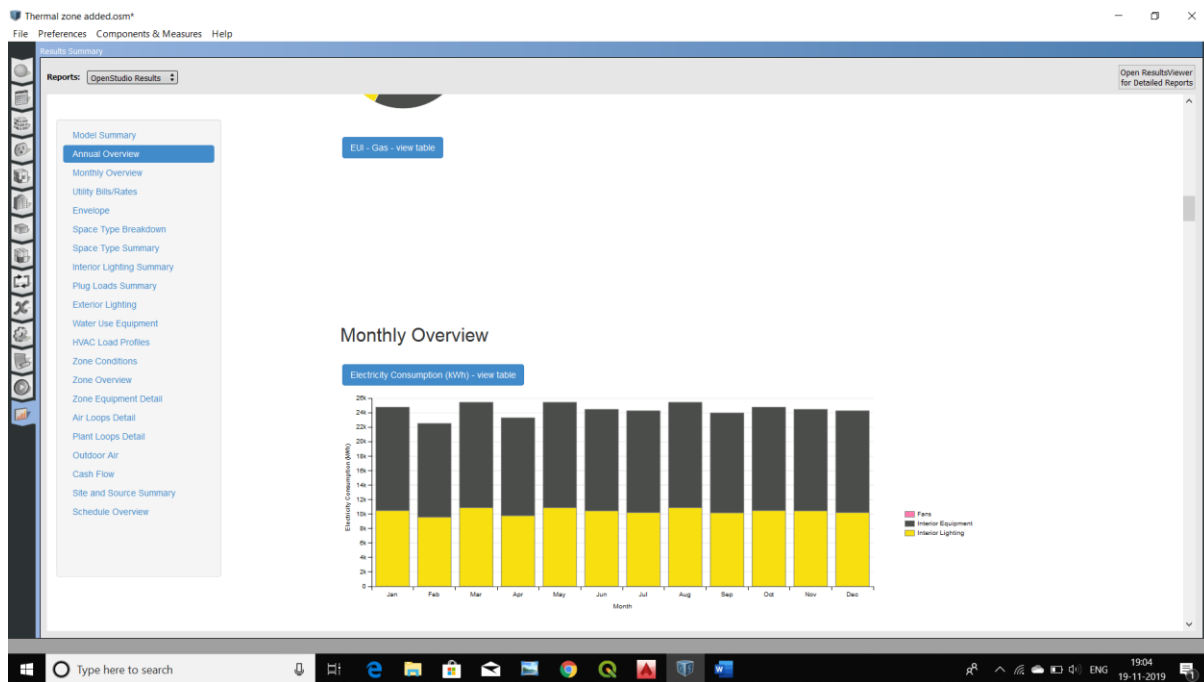 Thermal zone added.osm*
File Preferences Components & Measures Help
Results Summary
Reports: OpenStudio Results
Open ResultsViewer
for Detailed Reports
Model Summary
Annual Overview
Monthly Overview
Utility Bills/Rates
Envelope
Space Type Breakdown
Space Type Summary
Interior Lighting Summary
Plug Loads Summary
Exterior Lighting
Water Use Equipment
HVAC Load Profiles
Zone Conditions
Zone Overview
Zone Equipment Detail
Air Loops Detail
Plant Loops Detail
Outdoor Air
Cash Flow
Site and Source Summary
Schedule Overview
EUI - Gas - view table
Monthly Overview
Electricity Consumption (kWh) - view table
Electricity Consumption (kWh)
26k
24k
22k
20k
18k
16k
14k
12k
10k
8k
6k
4k
2k
0
Jan Feb Mar Apr May Jun Jul Aug Sep Oct Nov Dec
Month
Fans
Interior Equipment
Interior Lighting
Type here to search
ENG
19:04
19-11-2019